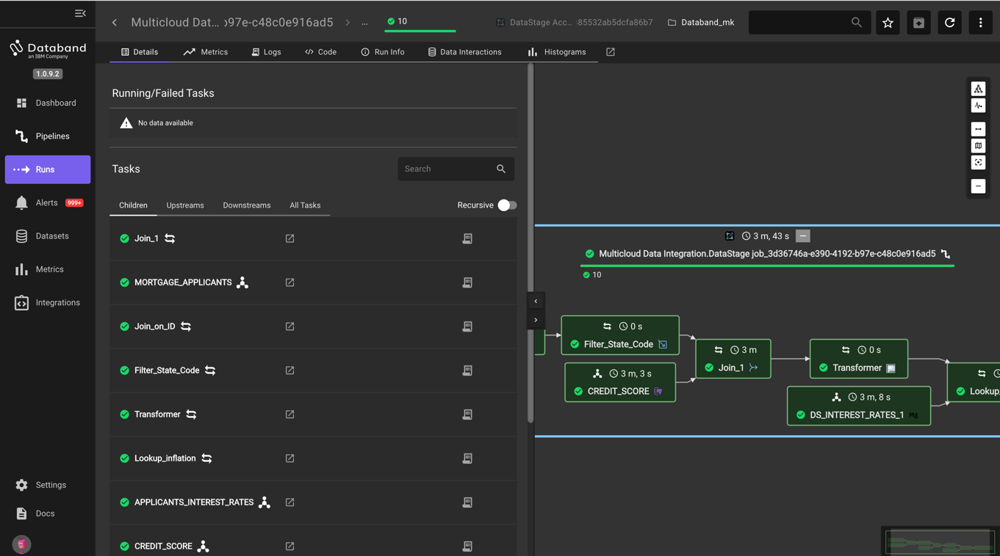 Multicloud Dat... ›97e-c48c0e916ad5
...
10
DataStage Acc... :85532ab5dcfa86b7
Databand_mk
Databand
an IBM Company
1.0.9.2
Dashboard
Pipelines
Runs
Alerts 999+
Datasets
Metrics
Integrations
Settings
Docs
Details
Metrics
Logs
Code
Run Info
Data Interactions
Histograms
Running/Failed Tasks
No data available
Tasks
Search
Children
Upstreams
Downstreams
All Tasks
Recursive
Join_1
MORTGAGE_APPLICANTS
Join_on_ID
Filter_State_Code
Transformer
Lookup_inflation
APPLICANTS_INTEREST_RATES
CREDIT_SCORE
3 m, 43 s
Multicloud Data Integration.DataStage job_3d36746a-e390-4192-b97e-c48c0e916ad5
10
0 s
Filter_State_Code
3 m, 3 s
CREDIT_SCORE
3 m
Join_1
0 s
Transformer
3 m, 8 s
DS_INTEREST_RATES_1 Mg
Lookup_